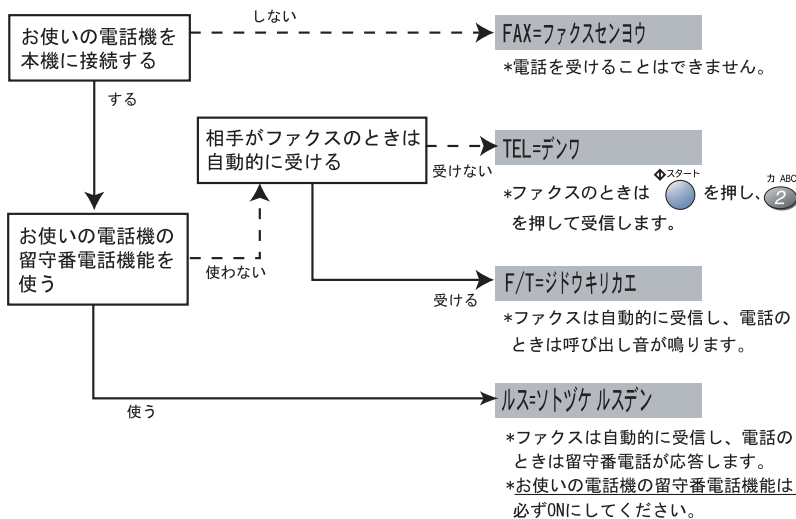 お使いの電話機を
本機に接続する
しない
FAX=ファクスセンヨウ
*電話を受けることはできません。
する
相手がファクスのときは
自動的に受ける
受けない
TEL=デンワ
*ファクスのときは スタート を押し、カ ABC 2
を押して受信します。
お使いの電話機の
留守番電話機能を
使う
使わない
受ける
F/T=ジドウキリカエ
*ファクスは自動的に受信し、電話の
ときは呼び出し音が鳴ります。
使う
ルス=ソトヅケ ルスデン
*ファクスは自動的に受信し、電話の
ときは留守番電話が応答します。
*お使いの電話機の留守番電話機能は
必ずONにしてください。